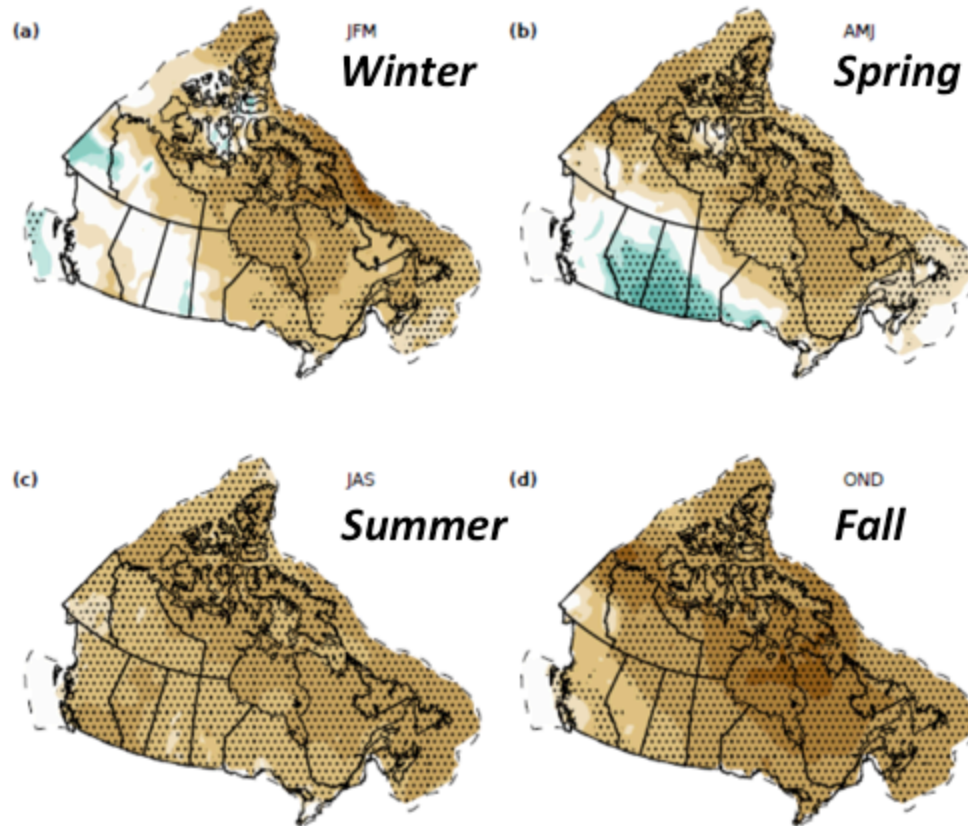 (a) JFM
Winter
(b) AMJ
Spring
(c) JAS
Summer
(d) OND
Fall